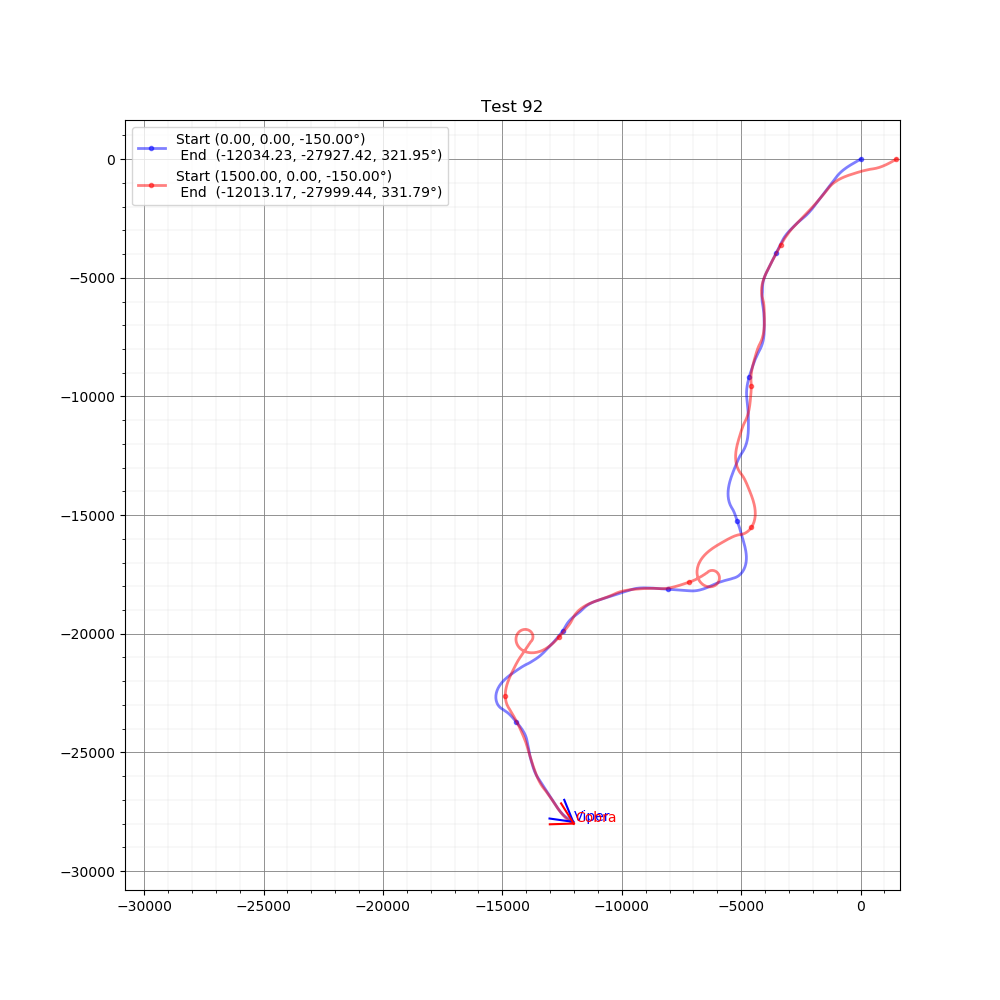 Test 92
Start (0.00, 0.00, -150.00°)
End  (-12034.23, -27927.42, 321.95°)
Start (1500.00, 0.00, -150.00°)
End  (-12013.17, -27999.44, 331.79°)
0
−5000
−10000
−15000
−20000
−25000
−30000
Viper
Cobra
−30000 −25000 −20000 −15000 −10000 −5000 0